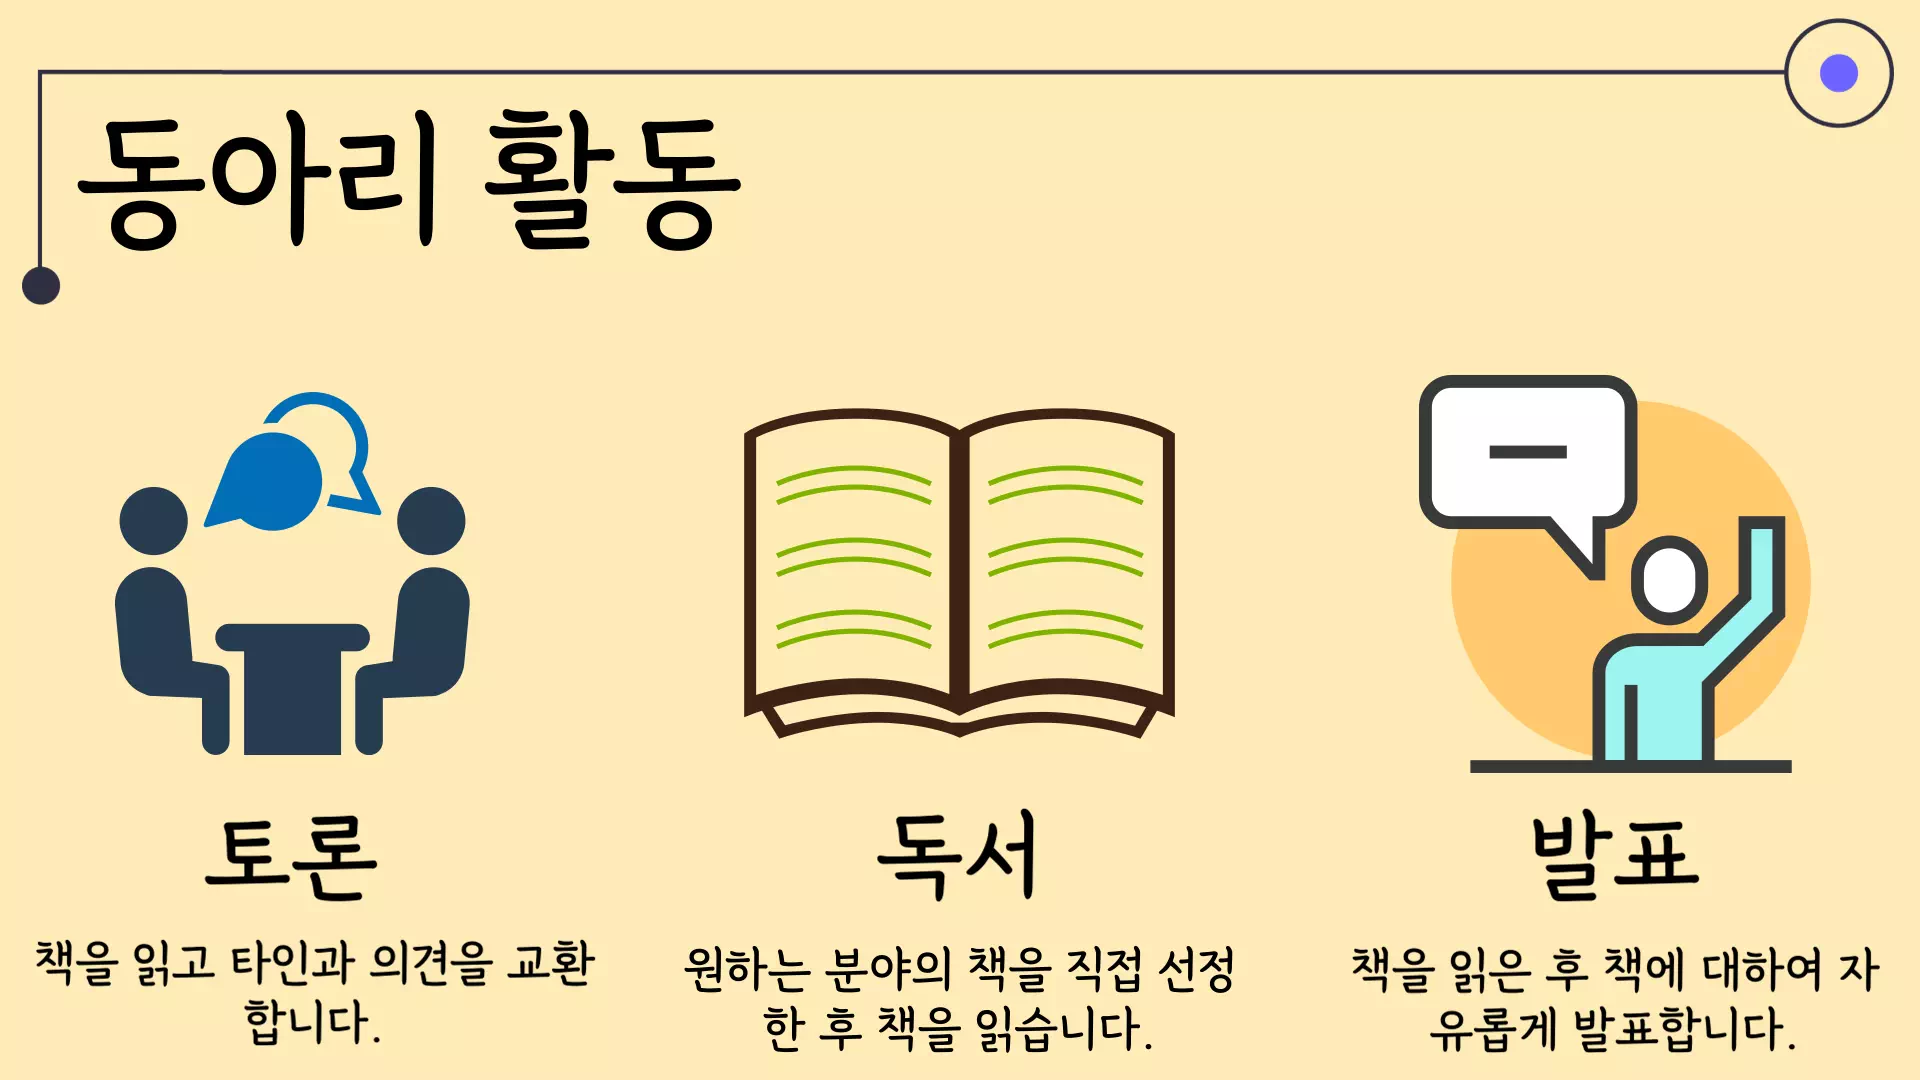 동아리 활동
토론
책을 읽고 타인과 의견을 교환
합니다.
독서
원하는 분야의 책을 직접 선정
한 후 책을 읽습니다.
발표
책을 읽은 후 책에 대하여 자
유롭게 발표합니다.